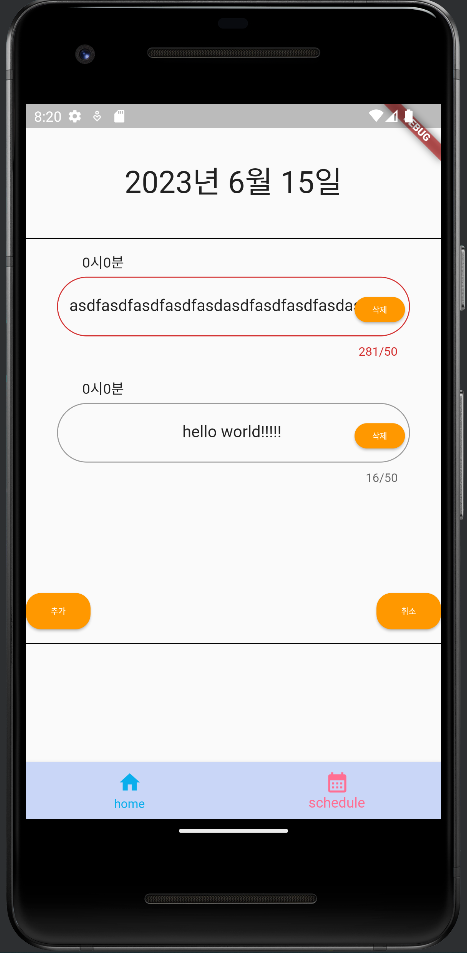 8:20
DEBUG
2023년 6월 15일
0시0분
asdfasdfasdfasdfasdasdfasdfasdfasdas
삭제
281/50
0시0분
hello world!!!!!
삭제
16/50
추가
취소
home
schedule